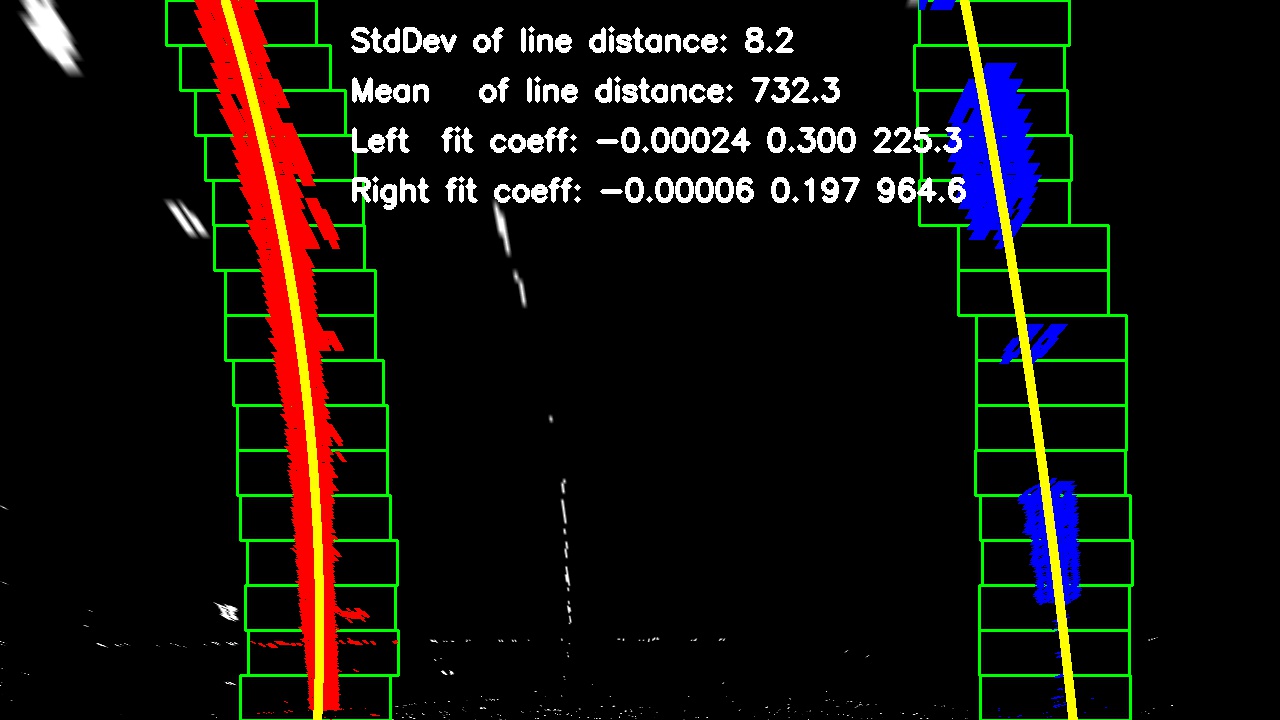 StdDev of line distance: 8.2
Mean of line distance: 732.3
Left fit coeff: -0.00024 0.300 225.3
Right fit coeff: -0.00006 0.197 964.6